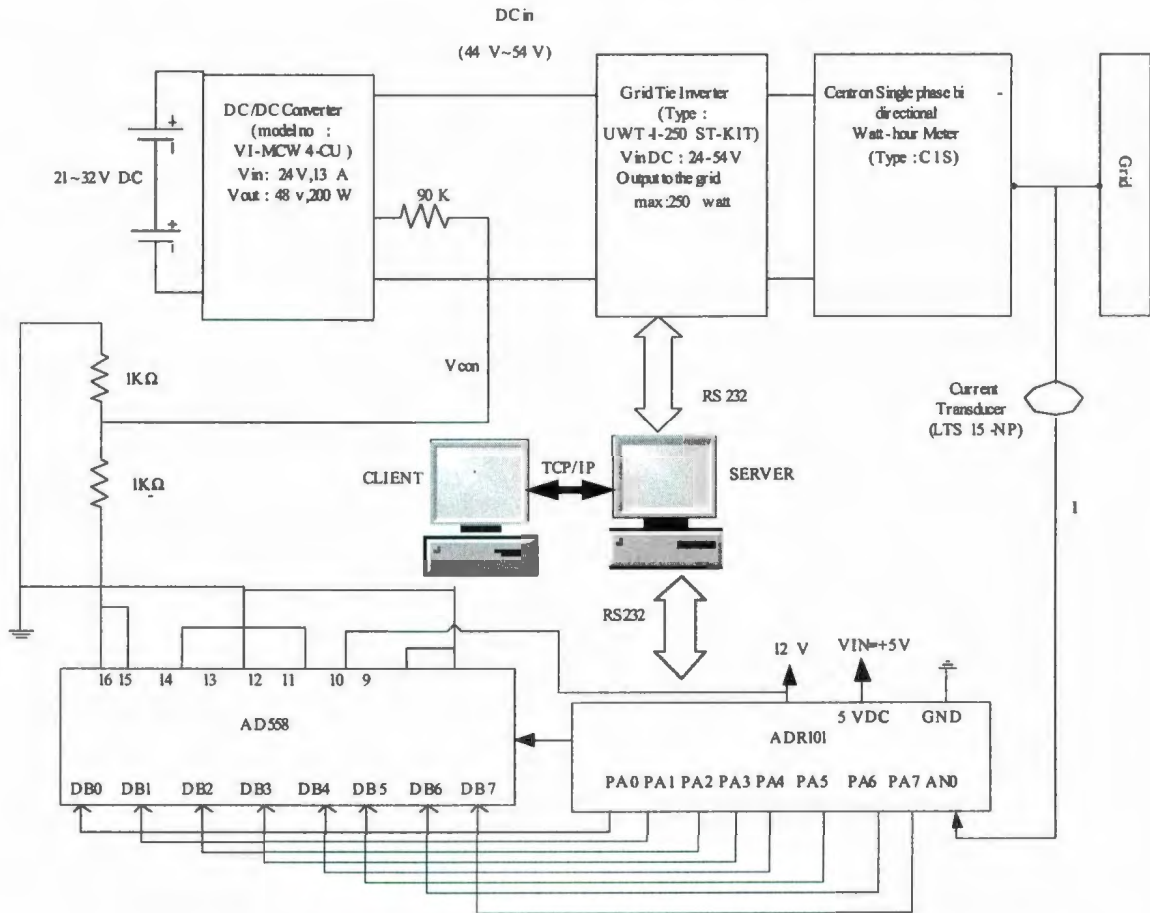 DC in
(44 V~54 V)
DC/DC Converter
(model no :
VI-MCW 4-CU )
Vin : 24 V, 13 A
Vout : 48 v, 200 W
Grid Tie Inverter
(Type :
UWT -I-250 ST-KIT)
Vin DC : 24-54V
Output to the grid
max :250 watt
Centron Single phase bi -
directional
Watt-hour Meter
(Type : C1S)
Grid
+
-
21~32V DC
+
-
90 K
Vcon
1KΩ
1KΩ
RS 232
Current
Transducer
(LTS 15 -NP)
CLIENT
TCP/IP
SERVER
I
RS232
12 V
VIN=+5V
16 15 14 13 12 11 10 9
AD558
5 VDC GND
ADR101
DB0 DB1 DB2 DB3 DB4 DB5 DB6 DB7
PA0 PA1 PA2 PA3 PA4 PA5 PA6 PA7 AN0